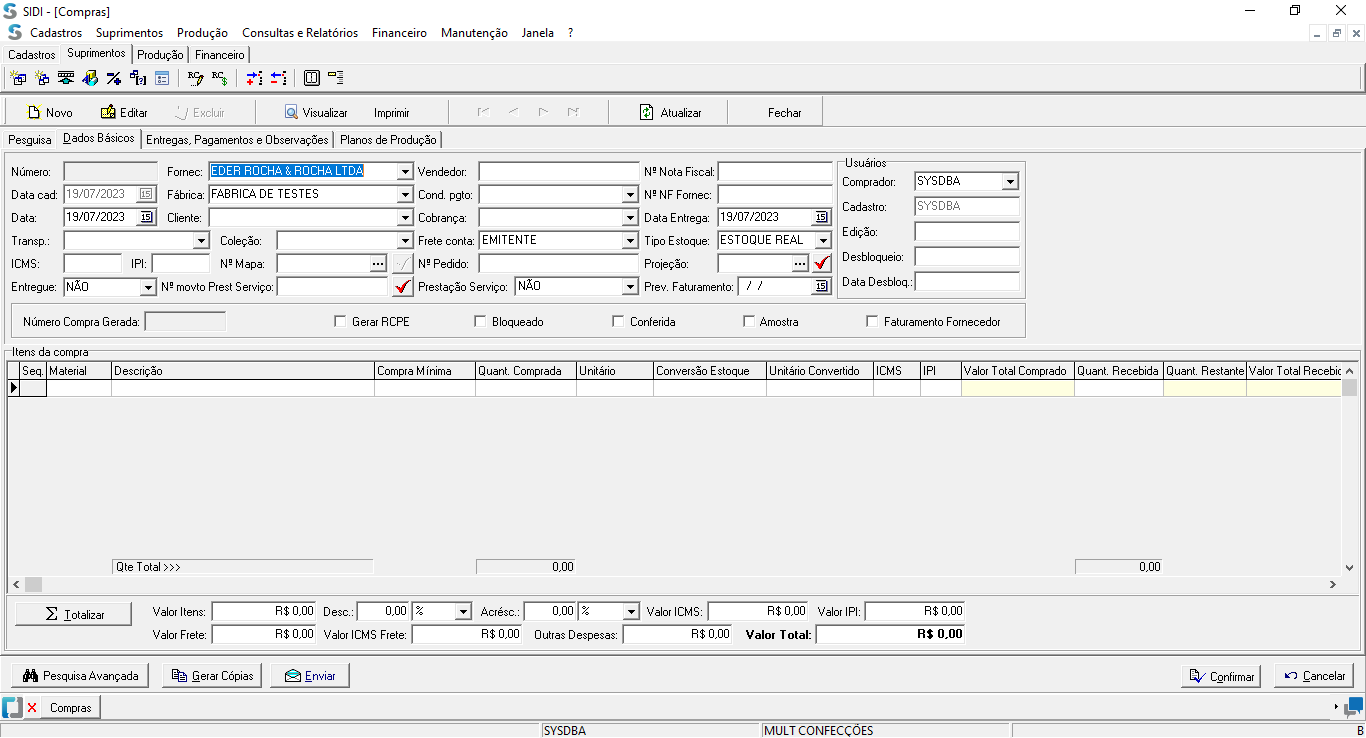 SIDI - [Compras]
Cadastros Suprimentos Produção Consultas e Relatórios Financeiro Manutenção Janela ?
Cadastros Suprimentos Produção Financeiro
Novo Editar Excluir Visualizar Imprimir Atualizar Fechar
Pesquisa Dados Básicos Entregas, Pagamentos e Observações Planos de Produção
Número: Fornec: EDER ROCHA & ROCHA LTDA Vendedor: Nº Nota Fiscal: Usuários
Data cad: 19/07/2023 15 Fábrica: FABRICA DE TESTES Cond. pgto: Nº NF Fornec: Comprador: SYSDBA
Data: 19/07/2023 15 Cliente: Cobrança: Data Entrega: 19/07/2023 15 Cadastro: SYSDBA
Transp.: Coleção: Frete conta: EMITENTE Tipo Estoque: ESTOQUE REAL Edição:
ICMS: IPI: Nº Mapa: ... Nº Pedido: Projeção: ... Desbloqueio:
Entregue: NÃO Nº movto Prest Serviço: Prestação Serviço: NÃO Prev. Faturamento: / / 15 Data Desbloq.:
Número Compra Gerada: Gerar RCPE Bloqueado Conferida Amostra Faturamento Fornecedor
Itens da compra
Seq. Material Descrição Compra Mínima Quant. Comprada Unitário Conversão Estoque Unitário Convertido ICMS IPI Valor Total Comprado Quant. Recebida Quant. Restante Valor Total Recebic
Qte Total >>> 0,00 0,00
Totalizar Valor Itens: R$ 0,00 Desc.: 0,00 % Acrésc.: 0,00 % Valor ICMS: R$ 0,00 Valor IPI: R$ 0,00
Valor Frete: R$ 0,00 Valor ICMS Frete: R$ 0,00 Outras Despesas: R$ 0,00 Valor Total: R$ 0,00
Pesquisa Avançada Gerar Cópias Enviar Confirmar Cancelar
Compras
SYSDBA MULT CONFECÇÕES B